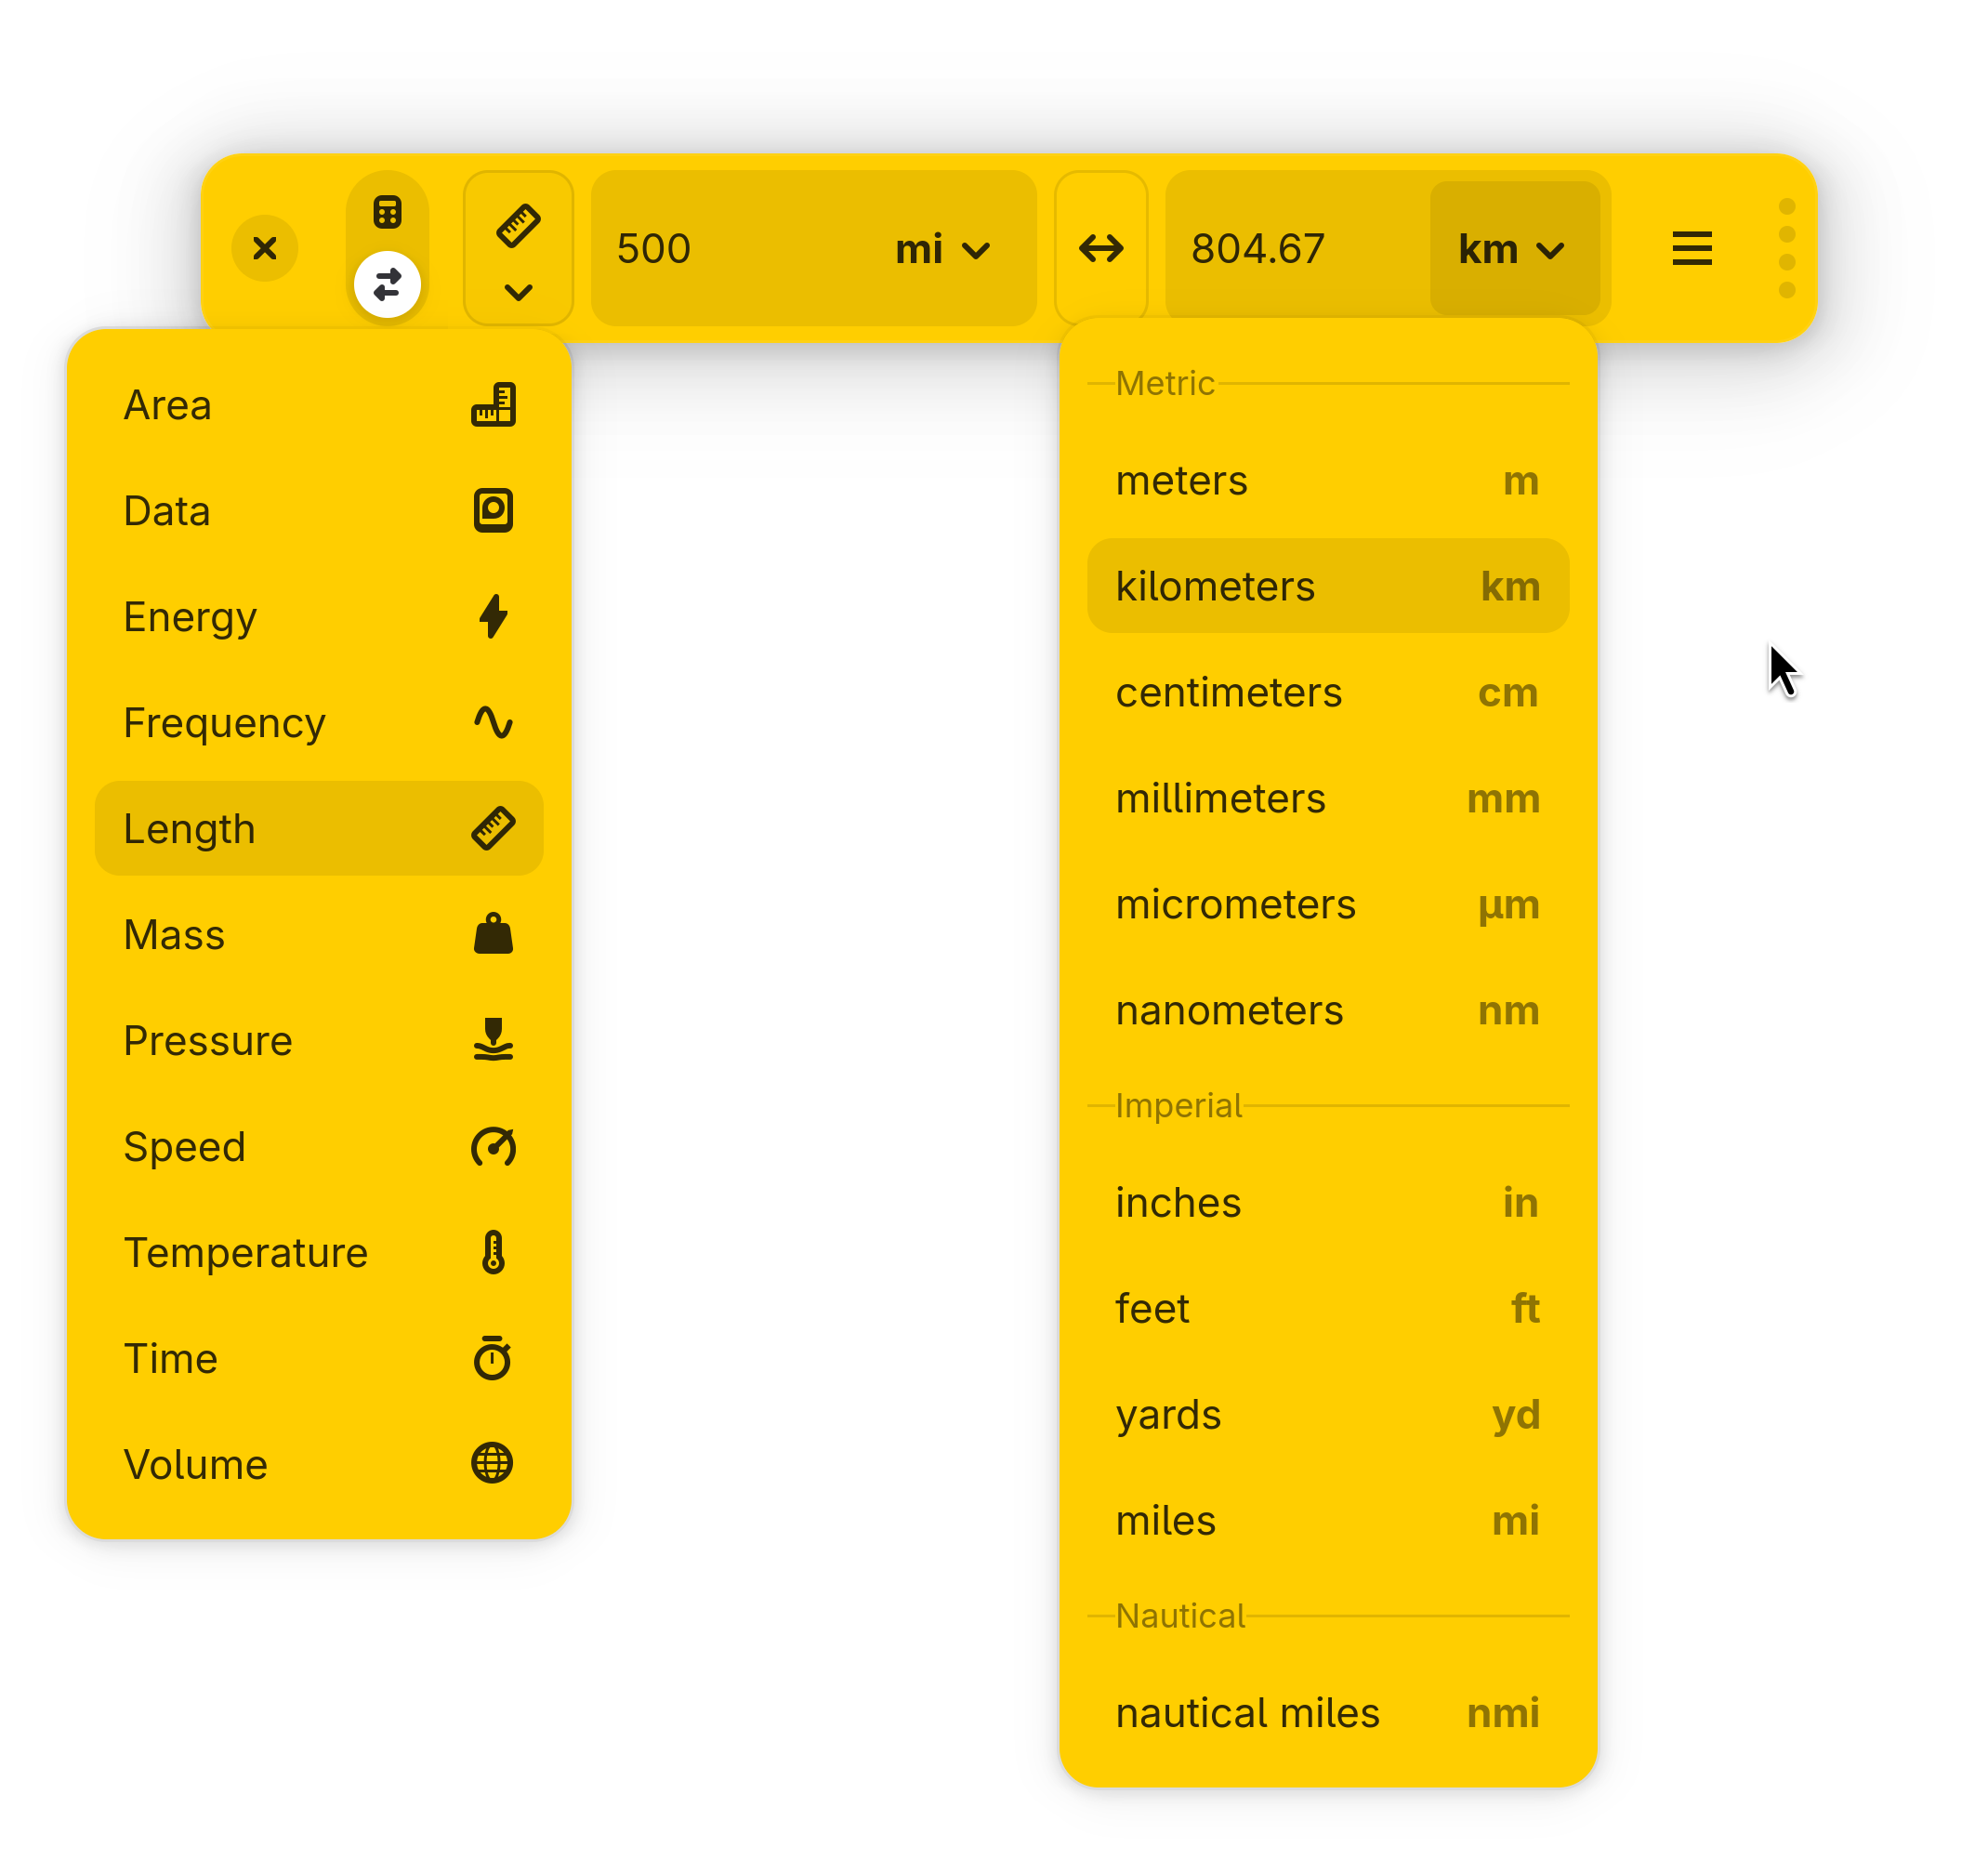 500 mi 804.67 km
Area
Data
Energy
Frequency
Length
Mass
Pressure
Speed
Temperature
Time
Volume
Metric
meters m
kilometers km
centimeters cm
millimeters mm
micrometers µm
nanometers nm
Imperial
inches in
feet ft
yards yd
miles mi
Nautical
nautical miles nmi